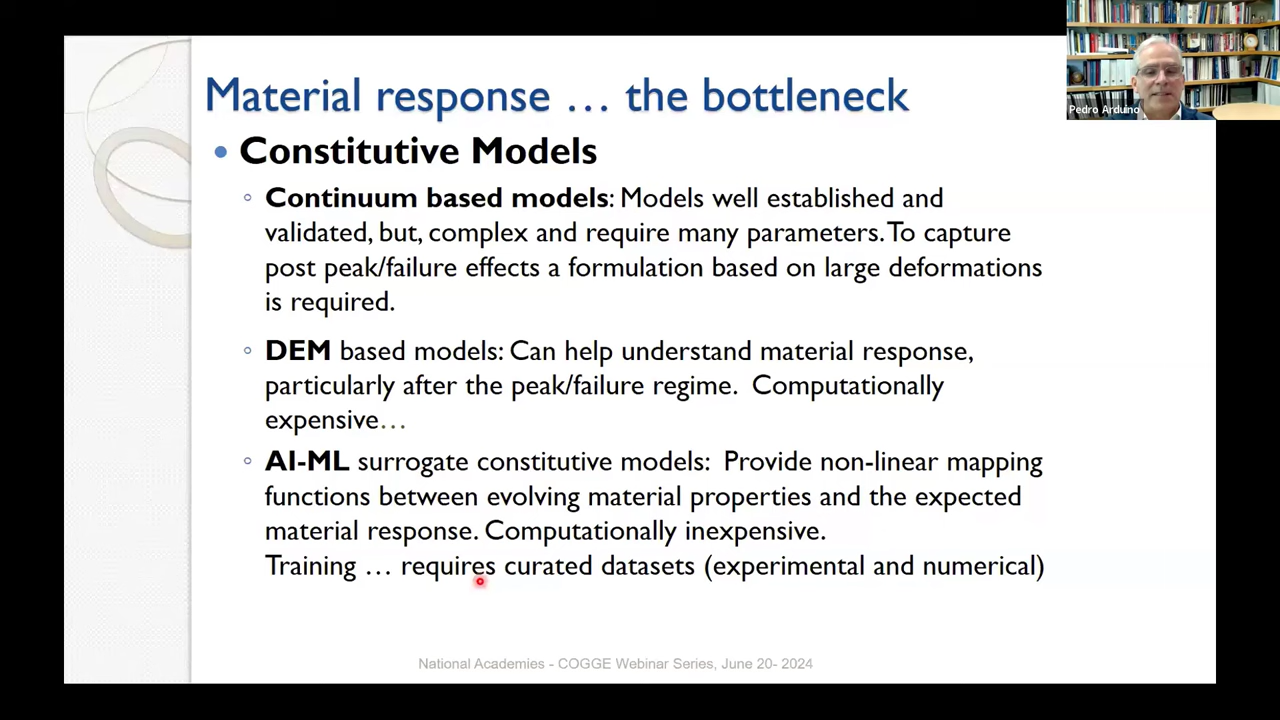 Material response … the bottleneck
Pedro Arduino
• Constitutive Models
◦ Continuum based models: Models well established and
validated, but, complex and require many parameters. To capture
post peak/failure effects a formulation based on large deformations
is required.
◦ DEM based models: Can help understand material response,
particularly after the peak/failure regime. Computationally
expensive…
◦ AI-ML surrogate constitutive models: Provide non-linear mapping
functions between evolving material properties and the expected
material response. Computationally inexpensive.
Training … requires curated datasets (experimental and numerical)
National Academies - COGGE Webinar Series, June 20- 2024